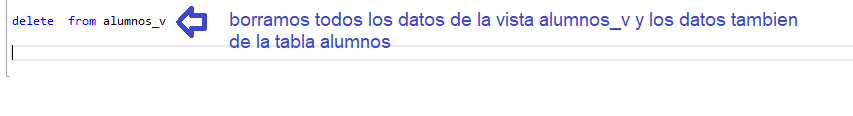 delete  from alumnos_v
borramos todos los datos de la vista alumnos_v y los datos tambien
de la tabla alumnos